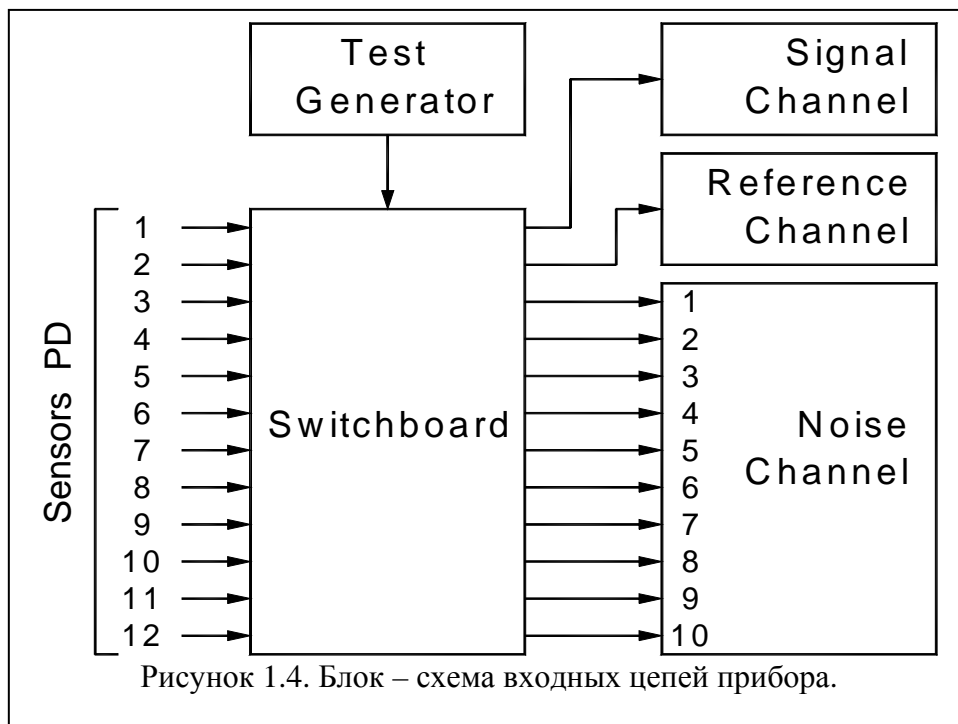 Test
Generator
Signal
Channel
Reference
Channel
Sensors PD
1
2
3
4
5
6
7
8
9
10
11
12
Switchboard
1
2
3
4
5
6
7
8
9
10
Noise
Channel
Рисунок 1.4. Блок – схема входных цепей прибора.